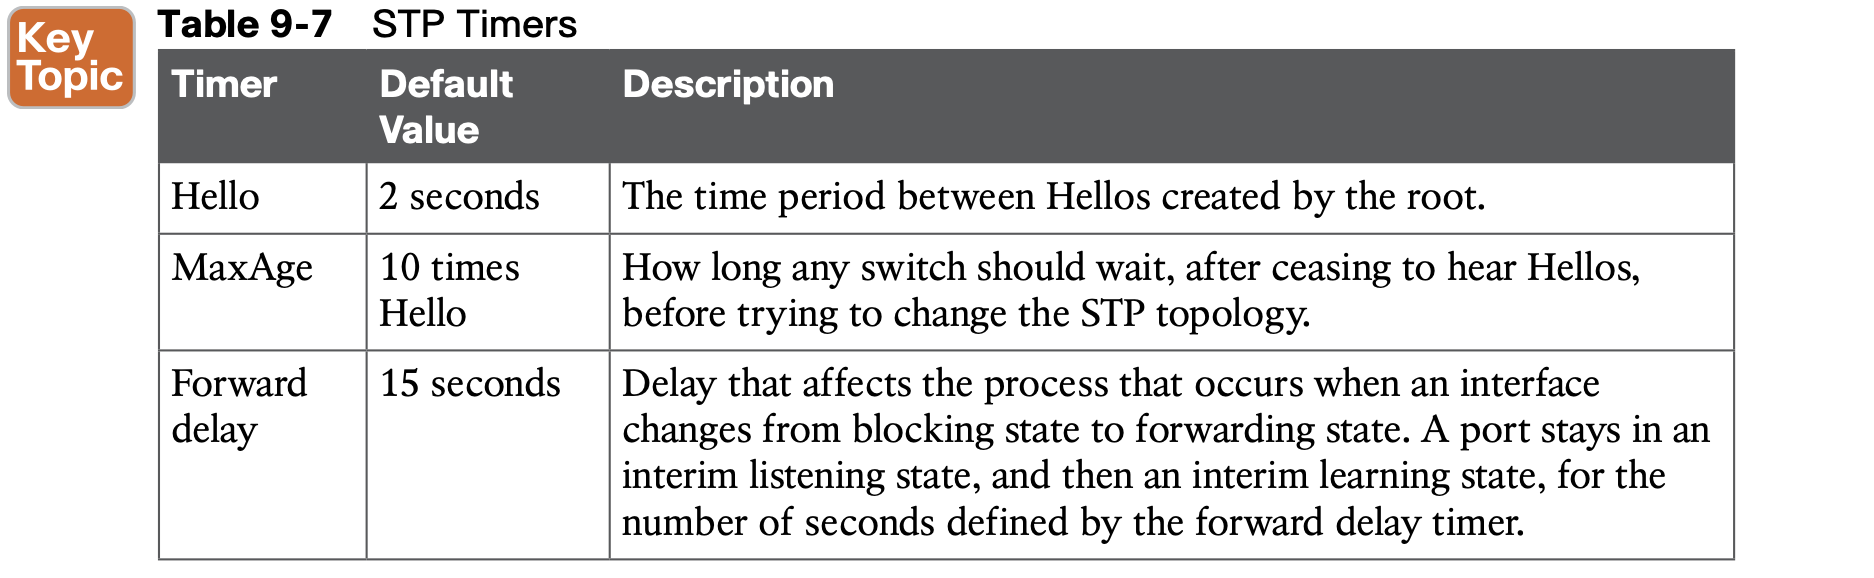 Key
Topic
Table 9-7 STP Timers
Timer Default Value Description
Hello 2 seconds The time period between Hellos created by the root.
MaxAge 10 times Hello How long any switch should wait, after ceasing to hear Hellos,
before trying to change the STP topology.
Forward delay 15 seconds Delay that affects the process that occurs when an interface
changes from blocking state to forwarding state. A port stays in an
interim listening state, and then an interim learning state, for the
number of seconds defined by the forward delay timer.